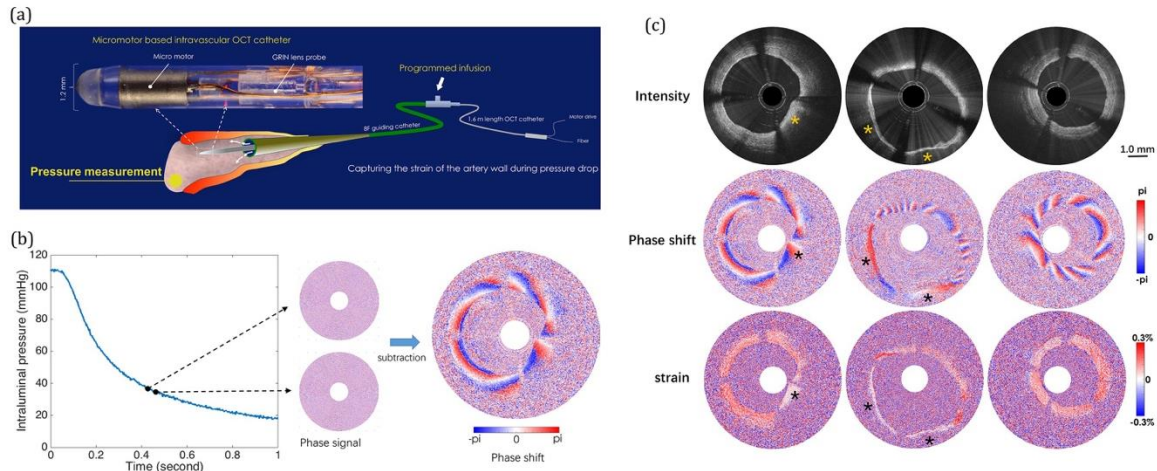 (a)
Micromotor based intravascular OCT catheter
Micro motor
GRIN lens probe
1.2 mm
Programmed infusion
8F guiding catheter
1.6 m length OCT catheter
Motor drive
Fiber
Pressure measurement
Capturing the strain of the artery wall during pressure drop
(b)
Intraluminal pressure (mmHg)
120
100
80
60
40
20
0
0
0.2
0.4
0.6
0.8
1
Time (second)
Phase signal
subtraction
-pi
0
pi
Phase shift
(c)
Intensity
*
*
*
1.0 mm
Phase shift
*
*
*
pi
0
-pi
strain
*
*
*
0.3%
0
-0.3%